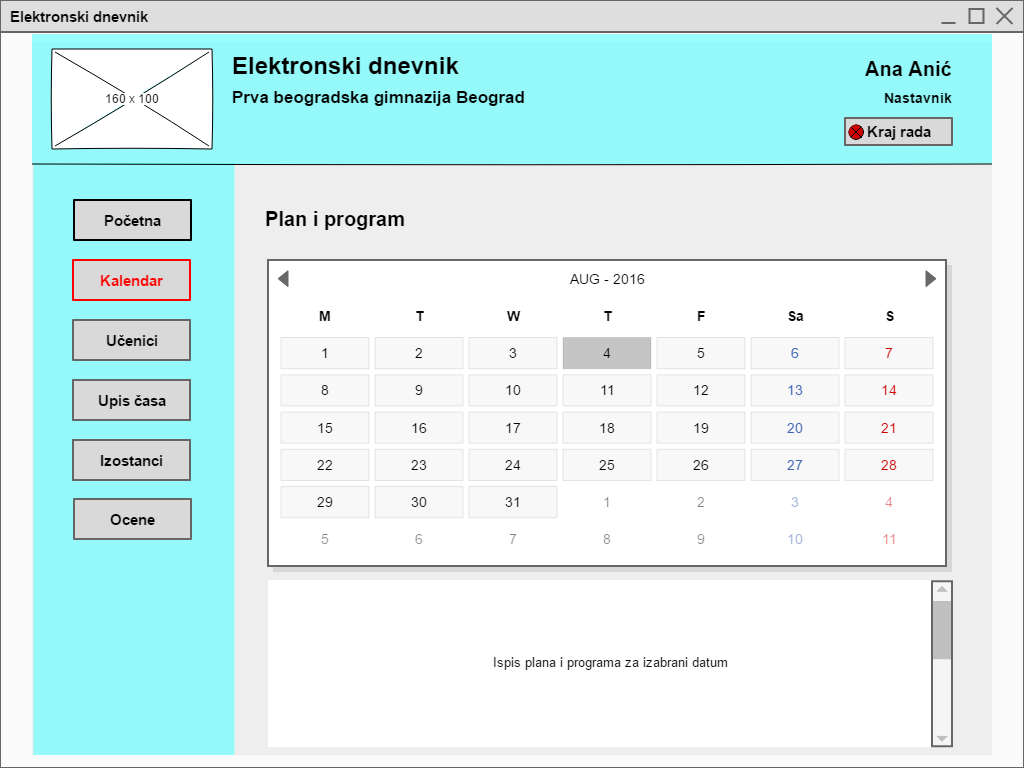 Elektronski dnevnik
160 x 100
Elektronski dnevnik
Prva beogradska gimnazija Beograd
Ana Anić
Nastavnik
Kraj rada
Početna
Kalendar
Učenici
Upis časa
Izostanci
Ocene
Plan i program
AUG - 2016
M T W T F Sa S
1 2 3 4 5 6 7
8 9 10 11 12 13 14
15 16 17 18 19 20 21
22 23 24 25 26 27 28
29 30 31 1 2 3 4
5 6 7 8 9 10 11
Ispis plana i programa za izabrani datum